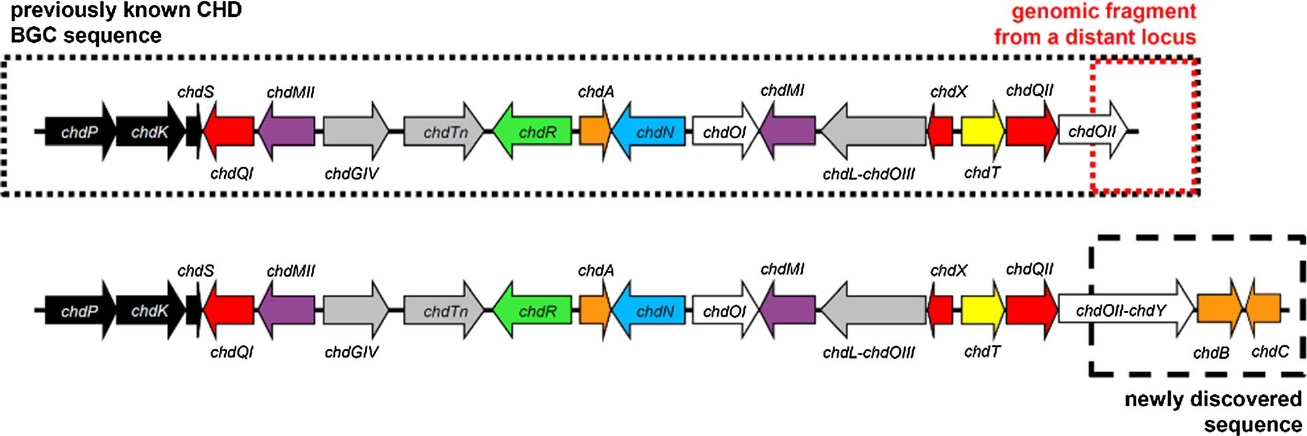 previously known CHD
BGC sequence
genomic fragment
from a distant locus
chdS chdMII chdA chdMI chdX chdQII
chdP chdK chdTn chdR chdN chdOI chdOII
chdQI chdGIV chdL-chdOIII chdT
chdS chdMII chdA chdMI chdX chdQII
chdP chdK chdTn chdR chdN chdOI chdOII-chdY
chdQI chdGIV chdL-chdOIII chdT chdB chdC
newly discovered
sequence